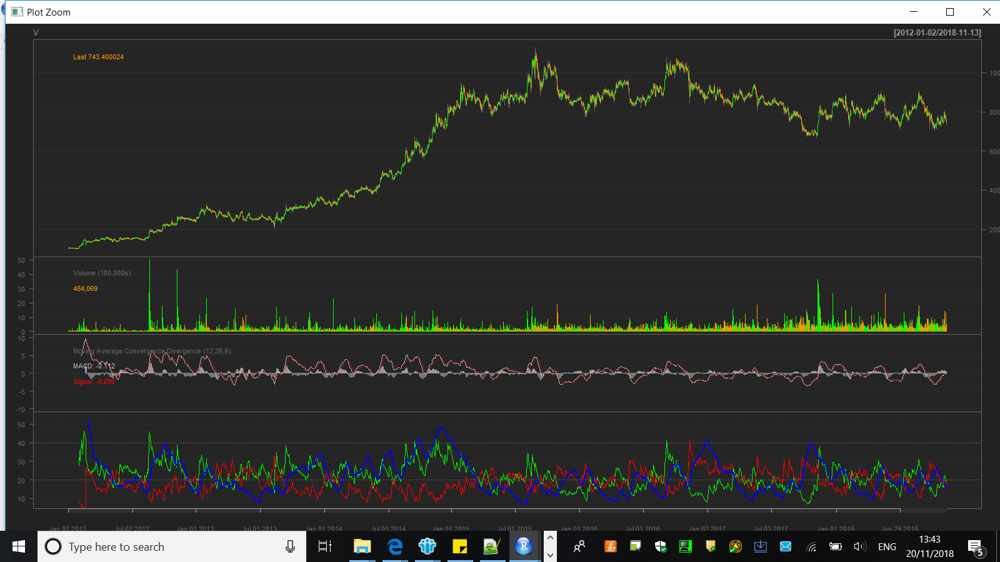 Plot Zoom
V
[2012-01-02/2018-11-13]
Last 743.400024
1000
800
600
400
200
50
40
30
20
10
0
Volume (100,000s):
484,069
10
5
0
-5
-10
Moving Average Convergence Divergence (12,26,9):
MACD: -0.112
Signal: -0.299
50
40
30
20
10
Jan 02 2012
Jul 02 2012
Jan 01 2013
Jul 01 2013
Jan 01 2014
Jul 01 2014
Jan 01 2015
Jul 01 2015
Jan 01 2016
Jul 01 2016
Jan 02 2017
Jul 03 2017
Jan 01 2018
Jun 29 2018
Type here to search
R
ENG
13:43
20/11/2018
5